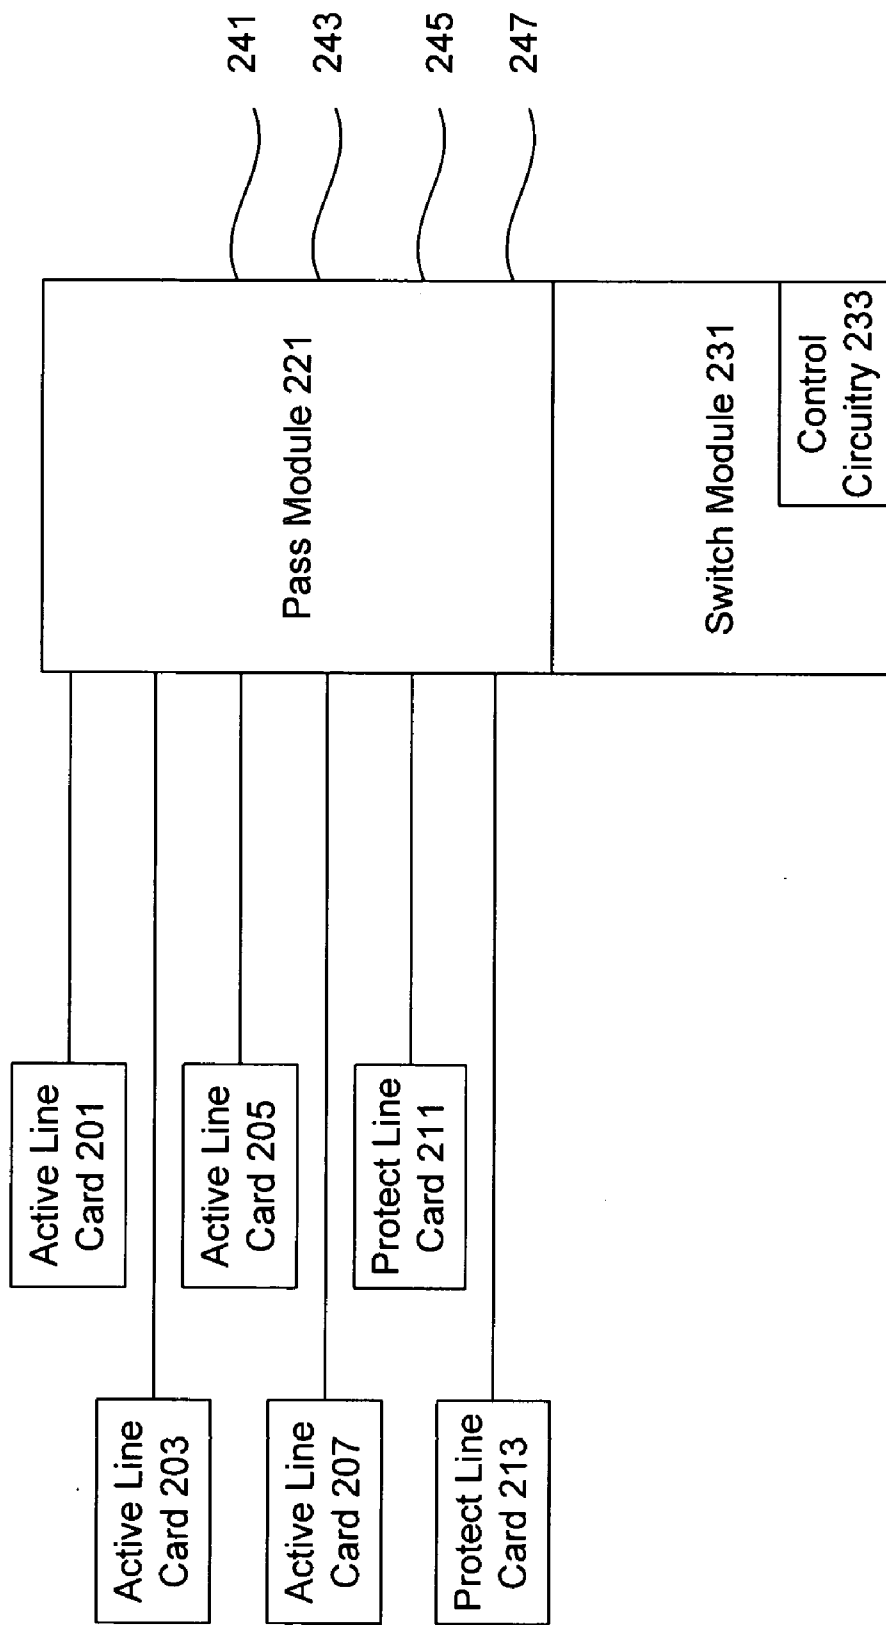 Active Line
Card 201
Active Line
Card 203
Active Line
Card 205
Active Line
Card 207
Protect Line
Card 211
Protect Line
Card 213
Pass Module 221
Switch Module 231
Control
Circuitry 233
241
243
245
247